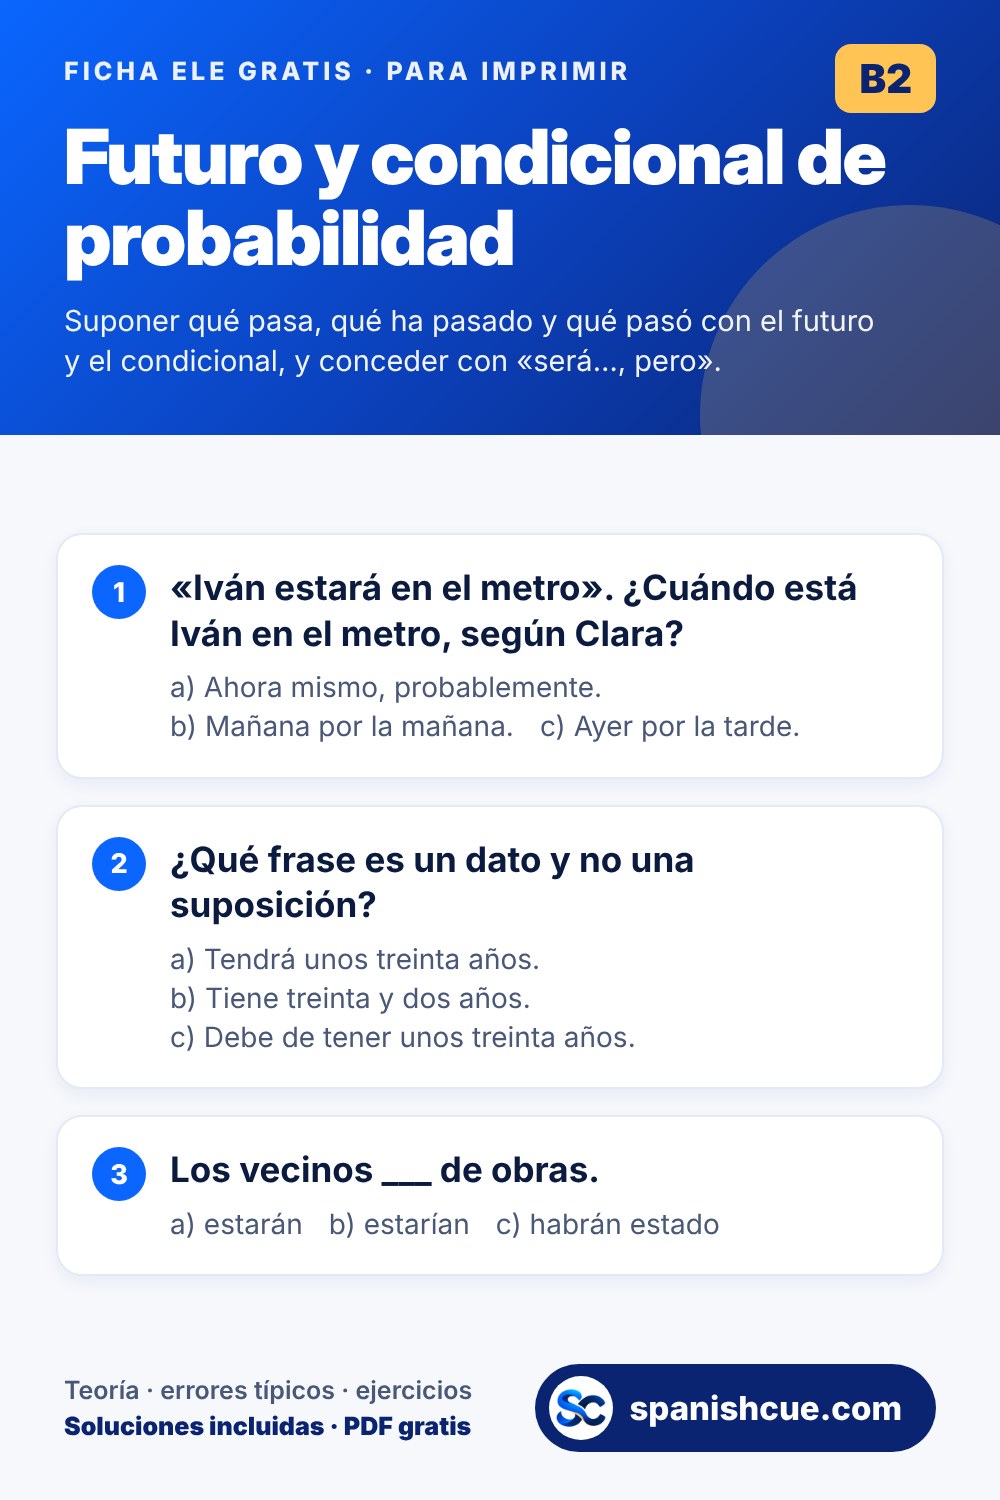 FICHA ELE GRATIS · PARA IMPRIMIR
B2
Futuro y condicional de
probabilidad
Suponer qué pasa, qué ha pasado y qué pasó con el futuro
y el condicional, y conceder con «será..., pero».
1
«Iván estará en el metro». ¿Cuándo está
Iván en el metro, según Clara?
a) Ahora mismo, probablemente.
b) Mañana por la mañana. c) Ayer por la tarde.
2
¿Qué frase es un dato y no una
suposición?
a) Tendrá unos treinta años.
b) Tiene treinta y dos años.
c) Debe de tener unos treinta años.
3
Los vecinos ___ de obras.
a) estarán b) estarían c) habrán estado
Teoría · errores típicos · ejercicios
Soluciones incluidas · PDF gratis
SC
spanishcue.com